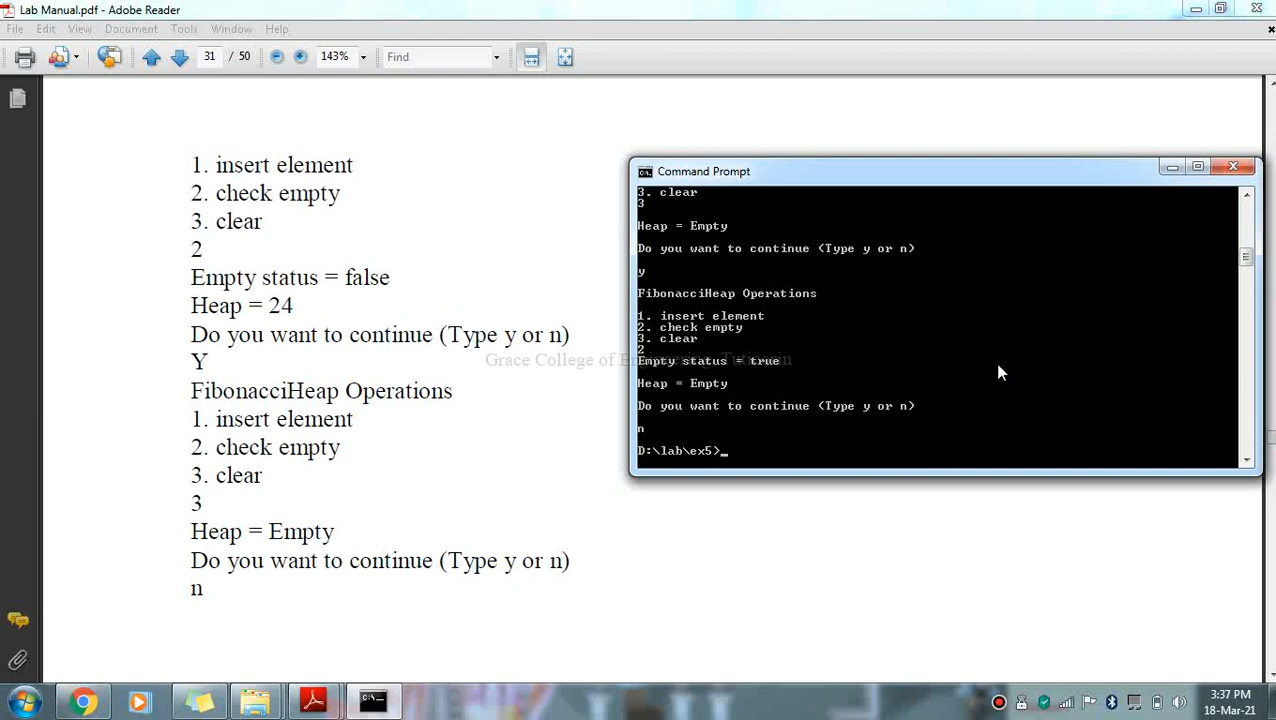 Lab Manual.pdf - Adobe Reader
File Edit View Document Tools Window Help
31 / 50 143% Find
1. insert element
2. check empty
3. clear
2
Empty status = false
Heap = 24
Do you want to continue (Type y or n)
Y
FibonacciHeap Operations
1. insert element
2. check empty
3. clear
3
Heap = Empty
Do you want to continue (Type y or n)
n
Command Prompt
3. clear
3
Heap = Empty
Do you want to continue (Type y or n)
y
FibonacciHeap Operations
1. insert element
2. check empty
3. clear
2
Empty status = true
Heap = Empty
Do you want to continue (Type y or n)
n
D:\lab\ex5>_
Grace College of Engineering, Tuticorin
3:37 PM
18-Mar-21